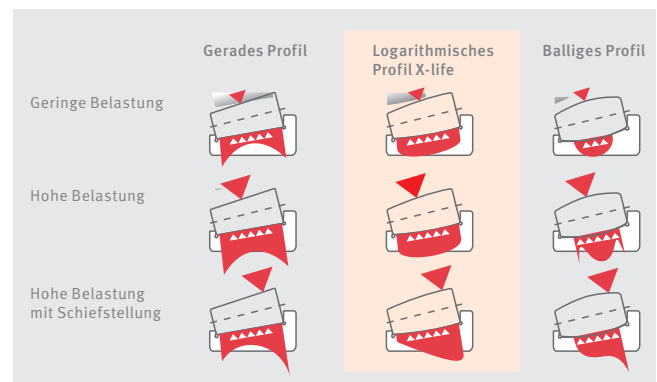 Gerades Profil
Logarithmisches
Profil X-life
Balliges Profil
Geringe Belastung
Hohe Belastung
Hohe Belastung
mit Schiefstellung